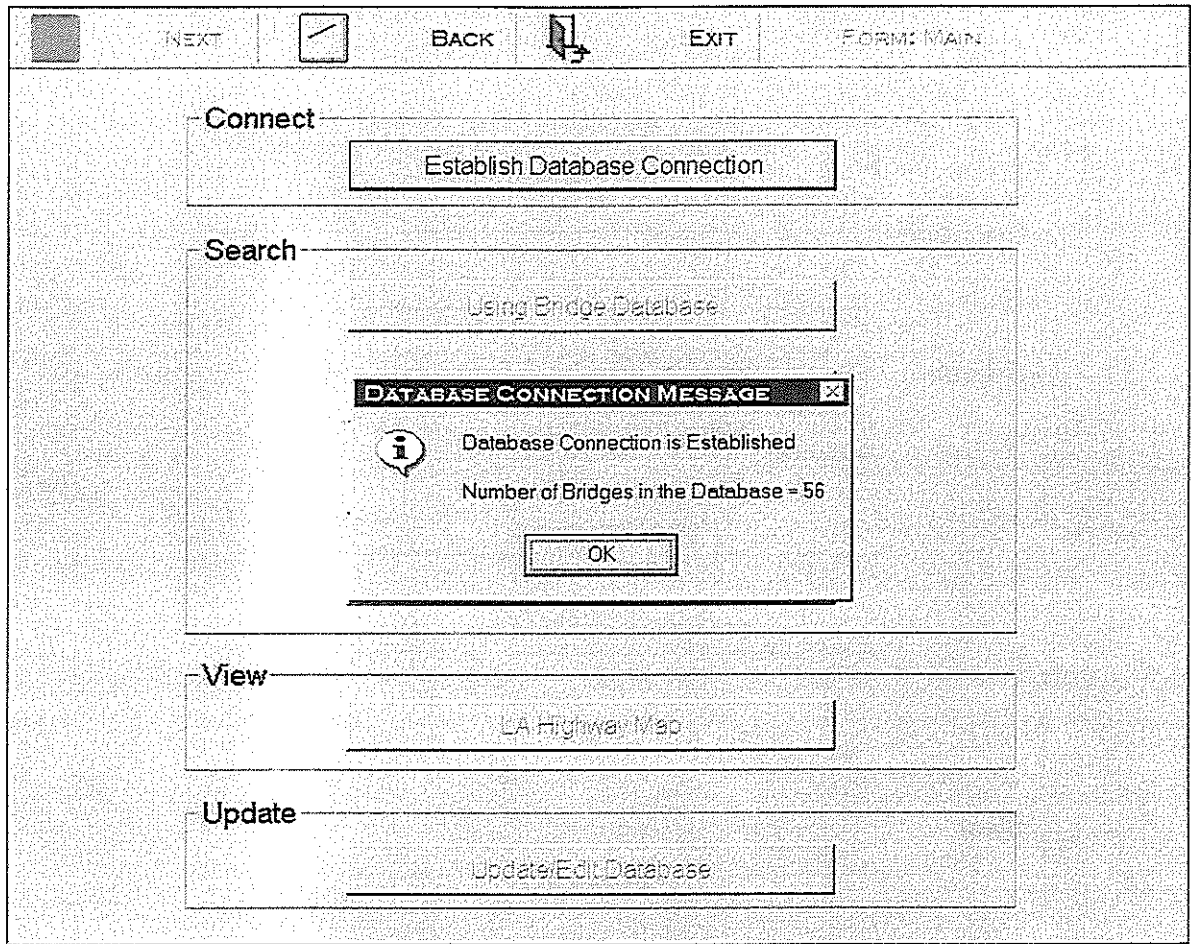 NEXT BACK EXIT FORM: MAIN
Connect
Establish Database Connection
Search
Using Bridge Database
DATABASE CONNECTION MESSAGE
Database Connection is Established
Number of Bridges in the Database = 56
OK
View
LA Highway Map
Update
Update/Edit Database